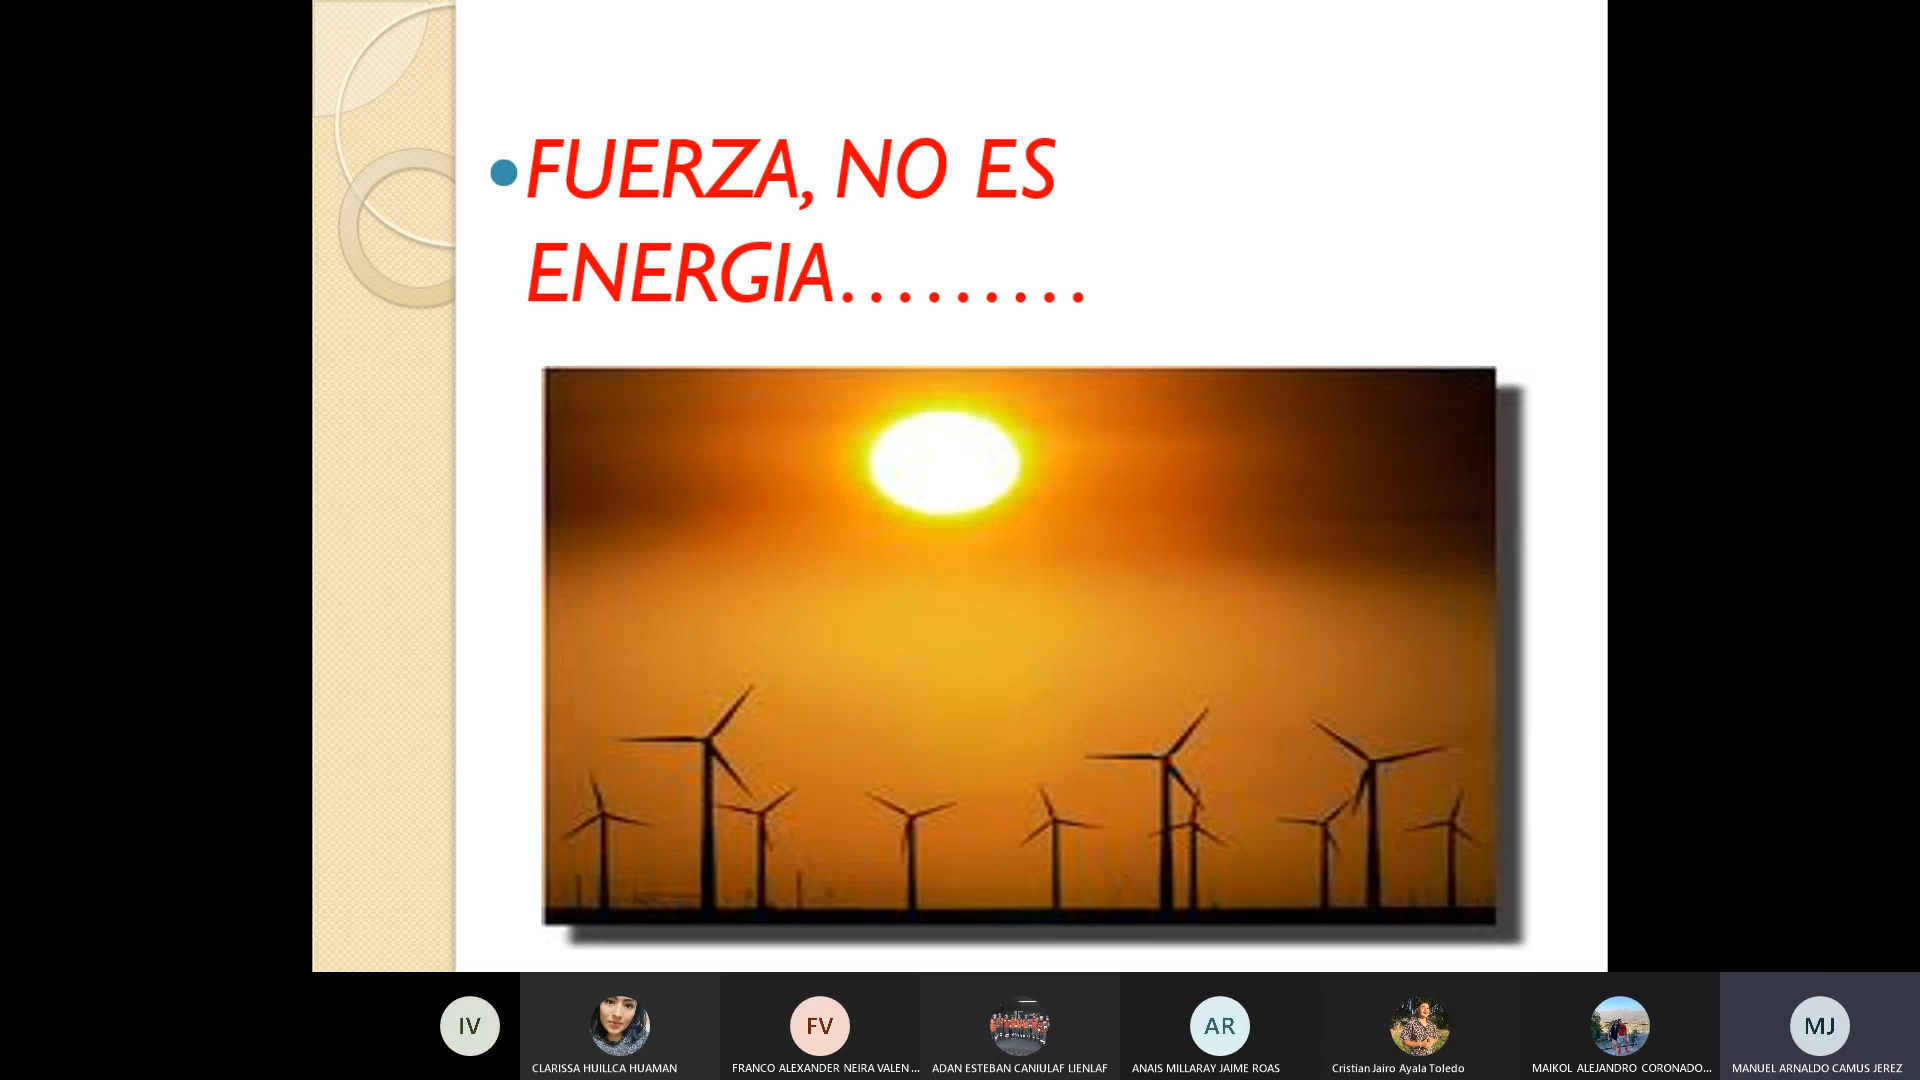 FUERZA, NO ES
ENERGIA.........
IV
FV
AR
MJ
CLARISSA HUILLCA HUAMAN
FRANCO ALEXANDER NEIRA VALEN...
ADAN ESTEBAN CANIULAF LIENLAF
ANAIS MILLARAY JAIME ROAS
Cristian Jairo Ayala Toledo
MAIKOL ALEJANDRO CORONADO...
MANUEL ARNALDO CAMUS JEREZ